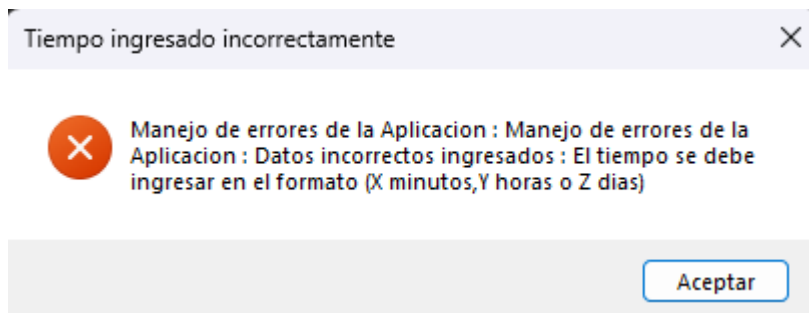 Tiempo ingresado incorrectamente
Manejo de errores de la Aplicacion : Manejo de errores de la
Aplicacion : Datos incorrectos ingresados : El tiempo se debe
ingresar en el formato (X minutos,Y horas o Z dias)
Aceptar